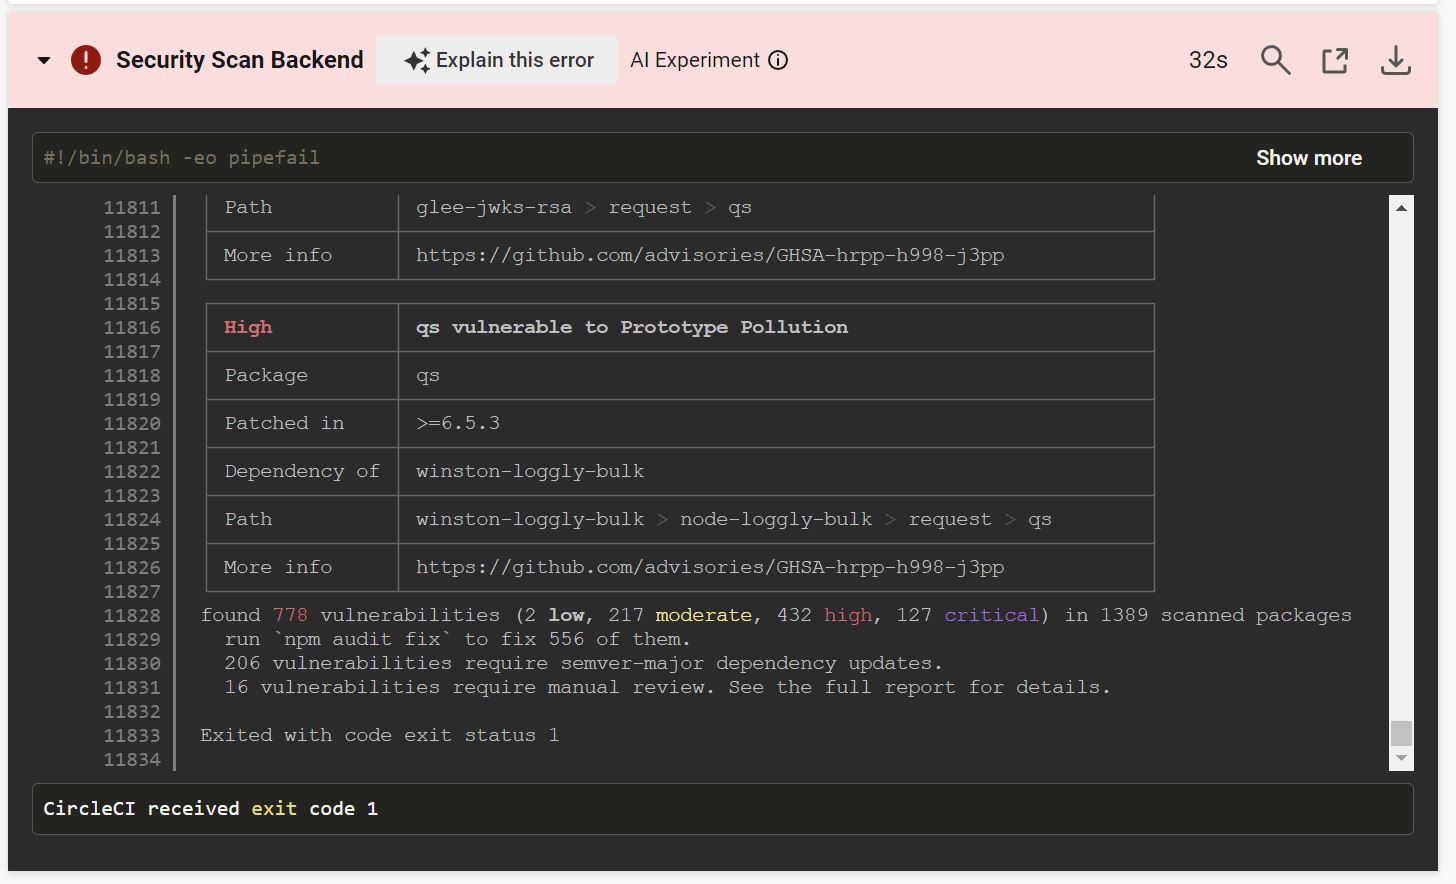 Security Scan Backend Explain this error AI Experiment 32s
#!/bin/bash -eo pipefail Show more
11811 Path glee-jwks-rsa > request > qs
11812
11813 More info https://github.com/advisories/GHSA-hrpp-h998-j3pp
11814
11815
11816 High qs vulnerable to Prototype Pollution
11817
11818 Package qs
11819
11820 Patched in >=6.5.3
11821
11822 Dependency of winston-loggly-bulk
11823
11824 Path winston-loggly-bulk > node-loggly-bulk > request > qs
11825
11826 More info https://github.com/advisories/GHSA-hrpp-h998-j3pp
11827
11828 found 778 vulnerabilities (2 low, 217 moderate, 432 high, 127 critical) in 1389 scanned packages
11829 run `npm audit fix` to fix 556 of them.
11830 206 vulnerabilities require semver-major dependency updates.
11831 16 vulnerabilities require manual review. See the full report for details.
11832
11833 Exited with code exit status 1
11834
CircleCI received exit code 1